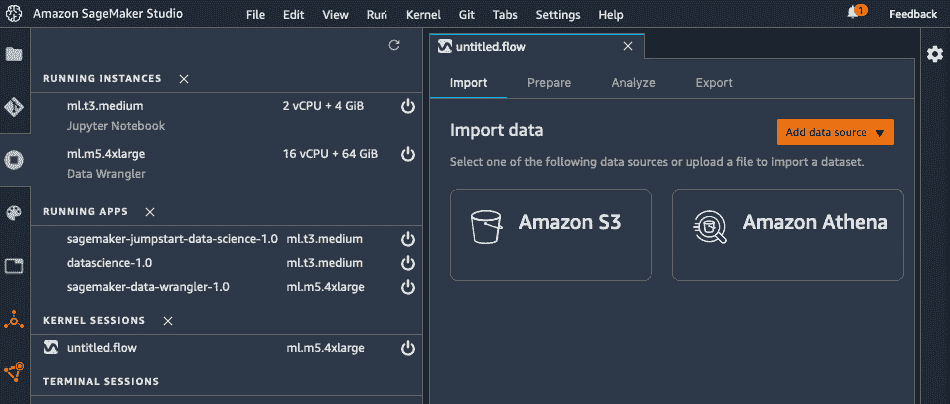 Amazon SageMaker Studio
File Edit View Run Kernel Git Tabs Settings Help
1
Feedback
RUNNING INSTANCES
ml.t3.medium 2 vCPU + 4 GiB
Jupyter Notebook
ml.m5.4xlarge 16 vCPU + 64 GiB
Data Wrangler
RUNNING APPS
sagemaker-jumpstart-data-science-1.0 ml.t3.medium
datascience-1.0 ml.t3.medium
sagemaker-data-wrangler-1.0 ml.m5.4xlarge
KERNEL SESSIONS
untitled.flow ml.m5.4xlarge
TERMINAL SESSIONS
untitled.flow
Import Prepare Analyze Export
Import data
Add data source
Select one of the following data sources or upload a file to import a dataset.
Amazon S3
Amazon Athena